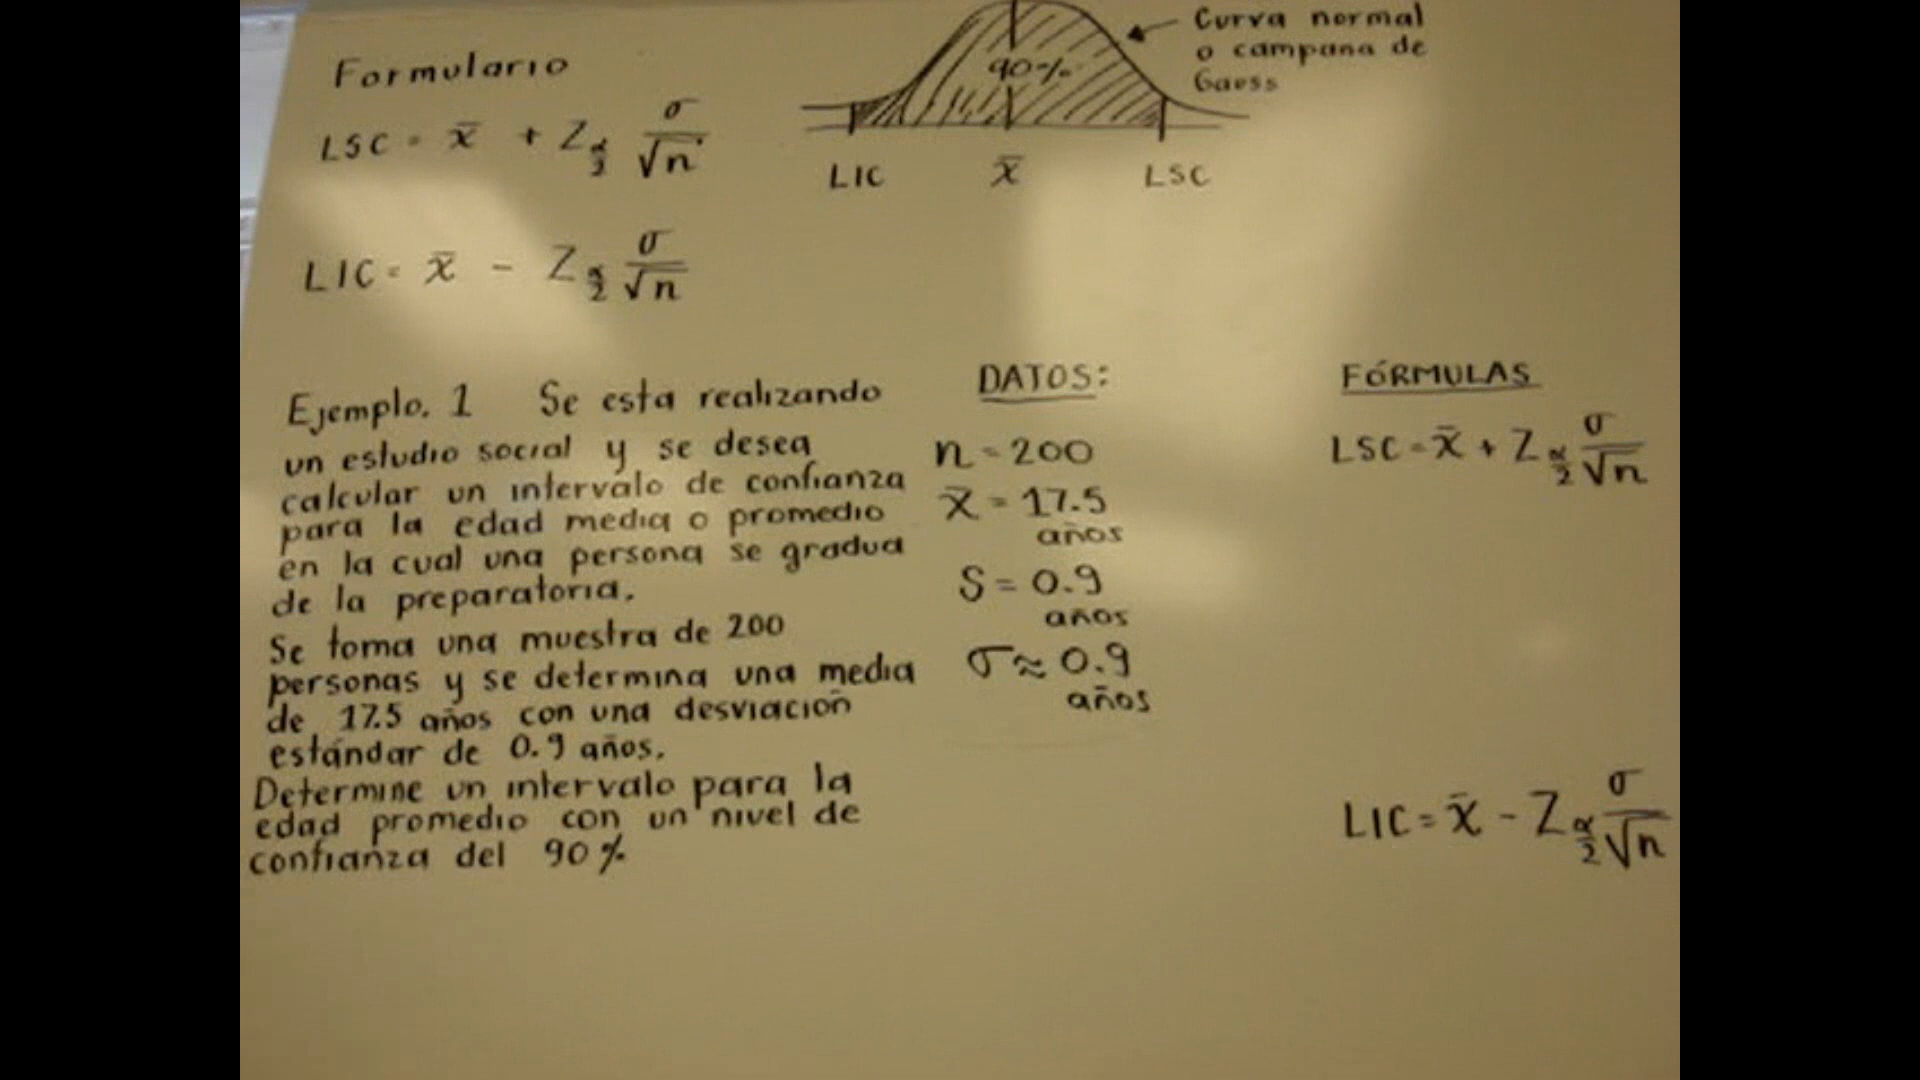 Formulario
LSC = x̄ + Z α/2 σ/√n
Curva normal
o campana de
Gauss
90%
LIC x̄ LSC
LIC = x̄ - Z α/2 σ/√n
Ejemplo. 1 Se esta realizando
un estudio social y se desea
calcular un intervalo de confianza
para la edad media o promedio
en la cual una persona se gradua
de la preparatoria.
Se toma una muestra de 200
personas y se determina una media
de 17.5 años con una desviación
estándar de 0.9 años.
Determine un intervalo para la
edad promedio con un nivel de
confianza del 90%
DATOS:
n = 200
x̄ = 17.5
años
S = 0.9
años
σ ≈ 0.9
años
FÓRMULAS
LSC = x̄ + Z α/2 σ/√n
LIC = x̄ - Z α/2 σ/√n